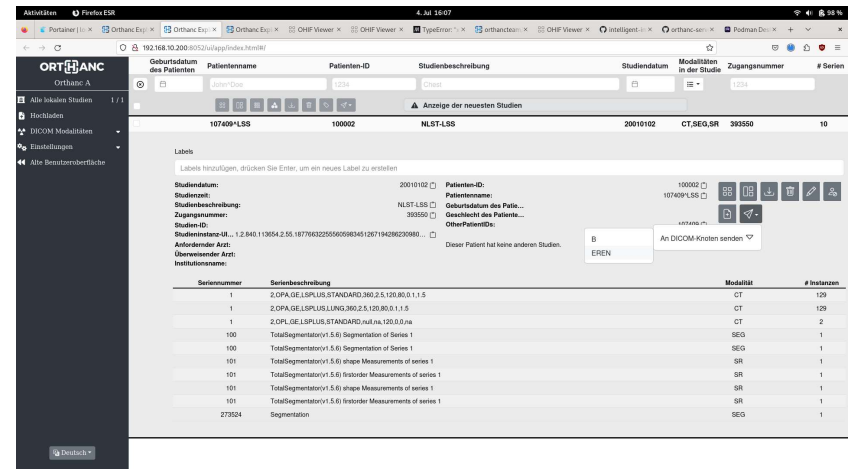 Aktivitäten Firefox ESR 4. Jul 16:07 98 %
Portainer | lo × Orthanc Expl × Orthanc Expl × Orthanc Expl × OHIF Viewer × OHIF Viewer × TypeError: "× orthancteam × OHIF Viewer × intelligent-in × orthanc-serv × Podman Des ×
192.168.10.200:8052/ui/app/index.html#/
ORTHANC
Orthanc A
Alle lokalen Studien 1 / 1
Hochladen
DICOM Modalitäten
Einstellungen
Alte Benutzeroberfläche
Deutsch
Geburtsdatum des Patienten Patientenname Patienten-ID Studienbeschreibung Studiendatum Modalitäten in der Studie Zugangsnummer # Serien
John^Doe 1234 Chest 1234
Anzeige der neuesten Studien
107409^LSS 100002 NLST-LSS 20010102 CT,SEG,SR 393550 10
Labels
Labels hinzufügen, drücken Sie Enter, um ein neues Label zu erstellen
Studiendatum: 20010102 Patienten-ID: 100002
Studienzeit: Patientenname: 107409^LSS
Studienbeschreibung: NLST-LSS Geburtsdatum des Patie...
Zugangsnummer: 393550 Geschlecht des Patiente...
Studien-ID: OtherPatientIDs: 107409
Studieninstanz-UI... 1.2.840.113654.2.55.18776632255560598345126719428623098​0...
Anfordernder Arzt: Dieser Patient hat keine anderen Studien.
Überweisender Arzt:
Institutionsname:
B
EREN
An DICOM-Knoten senden
Seriennummer Serienbeschreibung Modalität # Instanzen
1 2,OPA,GE,LSPLUS,STANDARD,360,2.5,120,80,0.1,1.5 CT 129
1 2,OPA,GE,LSPLUS,LUNG,360,2.5,120,80,0.1,1.5 CT 129
1 2,OPL,GE,LSPLUS,STANDARD,null,na,120,0,0,na CT 2
100 TotalSegmentator(v1.5.6) Segmentation of Series 1 SEG 1
100 TotalSegmentator(v1.5.6) Segmentation of Series 1 SEG 1
101 TotalSegmentator(v1.5.6) shape Measurements of series 1 SR 1
101 TotalSegmentator(v1.5.6) firstorder Measurements of series 1 SR 1
101 TotalSegmentator(v1.5.6) shape Measurements of series 1 SR 1
101 TotalSegmentator(v1.5.6) firstorder Measurements of series 1 SR 1
273524 Segmentation SEG 1